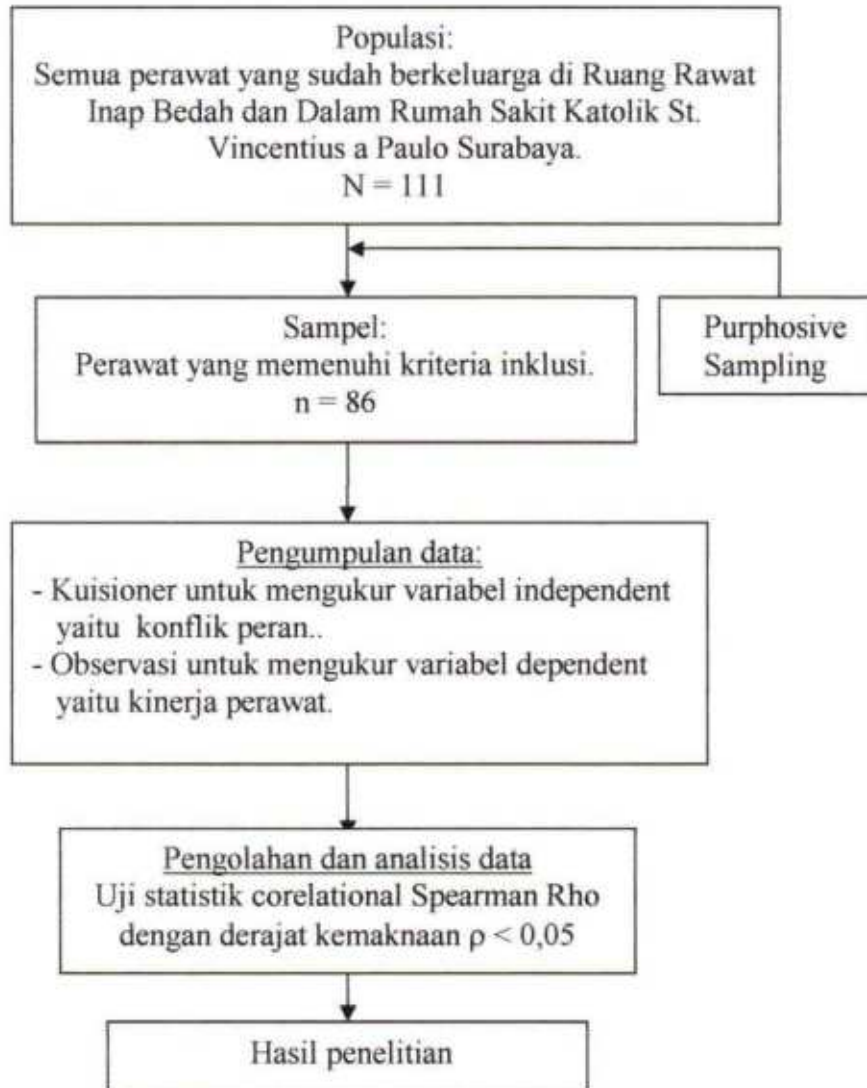 Populasi:
Semua perawat yang sudah berkeluarga di Ruang Rawat
Inap Bedah dan Dalam Rumah Sakit Katolik St.
Vincentius a Paulo Surabaya.
N = 111
Sampel:
Perawat yang memenuhi kriteria inklusi.
n = 86
Purphosive
Sampling
Pengumpulan data:
- Kuisioner untuk mengukur variabel independent
yaitu konflik peran..
- Observasi untuk mengukur variabel dependent
yaitu kinerja perawat.
Pengolahan dan analisis data
Uji statistik corelational Spearman Rho
dengan derajat kemaknaan ρ < 0,05
Hasil penelitian